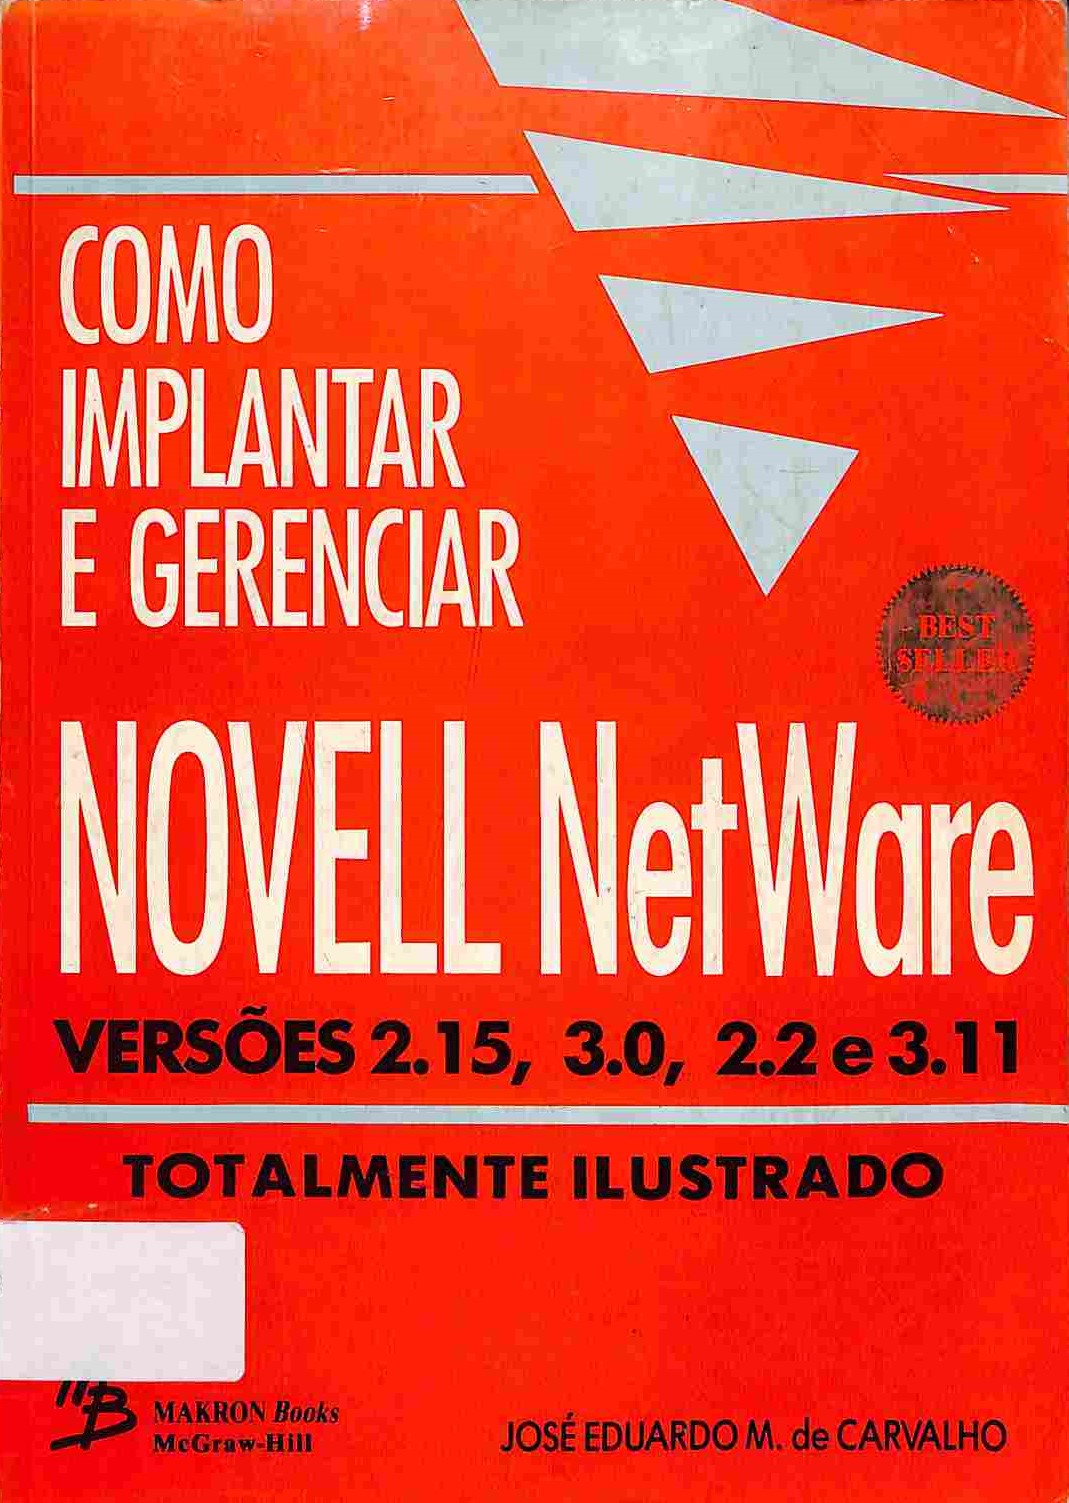 COMO
IMPLANTAR
E GERENCIAR
BEST
SELLER
NOVELL NetWare
VERSÕES 2.15, 3.0, 2.2 e 3.11
TOTALMENTE ILUSTRADO
MAKRON Books
McGraw-Hill
JOSÉ EDUARDO M. de CARVALHO